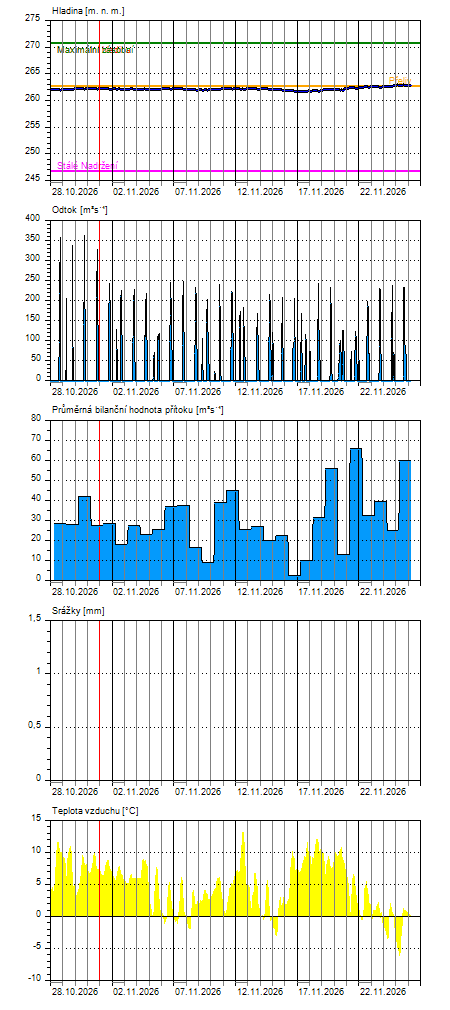 Hladina [m. n. m.]
275
270
Maximální
265
Přeliv
260
255
250
Stálé Nadržení
245
28.10.2026 02.11.2026 07.11.2026 12.11.2026 17.11.2026 22.11.2026
Odtok [m³s⁻¹]
400
350
300
250
200
150
100
50
0
28.10.2026 02.11.2026 07.11.2026 12.11.2026 17.11.2026 22.11.2026
Průměrná bilanční hodnota přítoku [m³s⁻¹]
80
70
60
50
40
30
20
10
0
28.10.2026 02.11.2026 07.11.2026 12.11.2026 17.11.2026 22.11.2026
Srážky [mm]
1,5
1
0,5
0
28.10.2026 02.11.2026 07.11.2026 12.11.2026 17.11.2026 22.11.2026
Teplota vzduchu [°C]
15
10
5
0
-5
-10
28.10.2026 02.11.2026 07.11.2026 12.11.2026 17.11.2026 22.11.2026